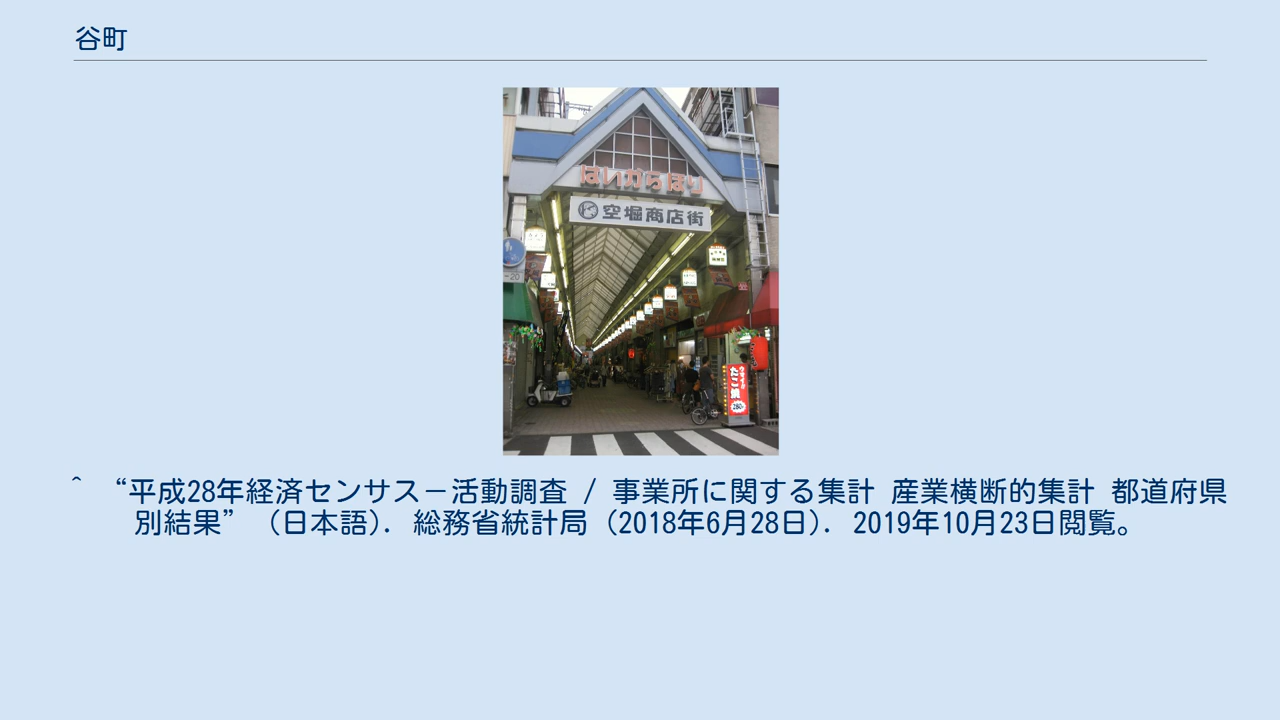 谷町
はいからほり
空堀商店街
たこ焼
280
^ “平成28年経済センサス－活動調査 / 事業所に関する集計 産業横断的集計 都道府県
別結果” (日本語). 総務省統計局 (2018年6月28日). 2019年10月23日閲覧。